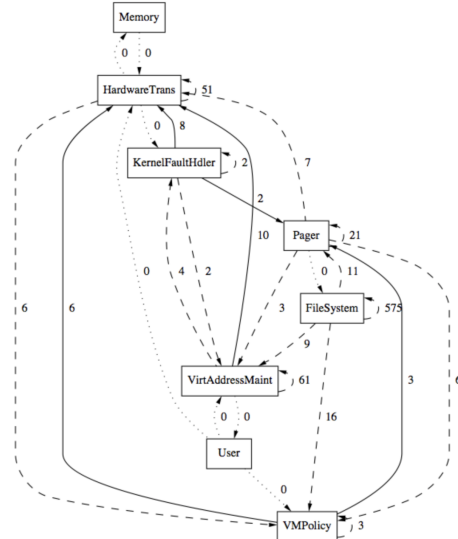 Memory
0 0
HardwareTrans
51
0 8
KernelFaultHdler
2
7
2
Pager
21
10
0 4 2
0 11
6 6
3
FileSystem
575
9
3 6
VirtAddressMaint
61
0 0
16
User
0
VMPolicy
3